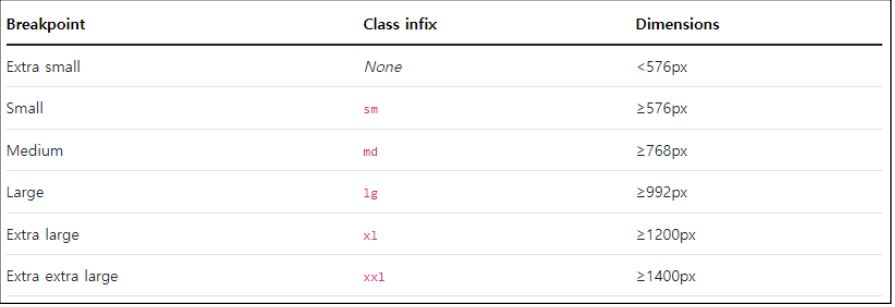 Breakpoint Class infix Dimensions
Extra small None <576px
Small sm ≥576px
Medium md ≥768px
Large lg ≥992px
Extra large xl ≥1200px
Extra extra large xxl ≥1400px